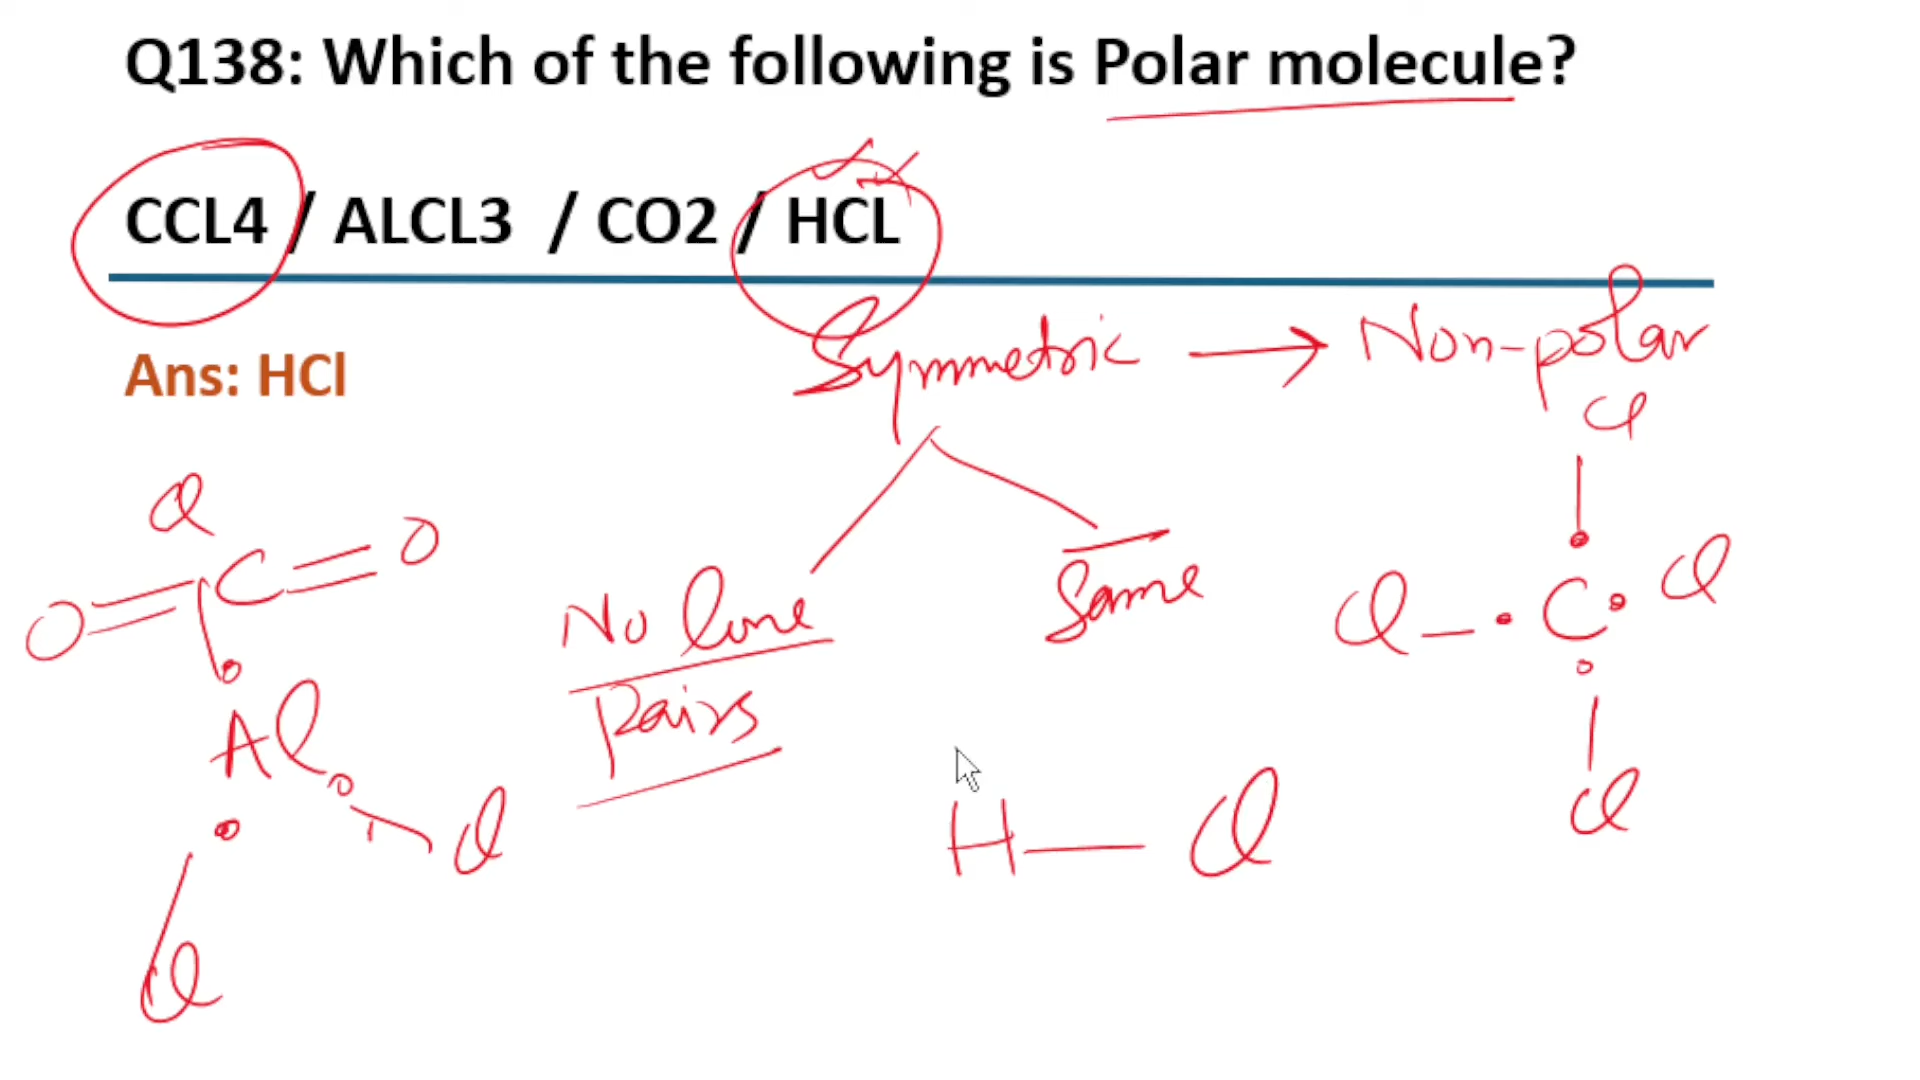 Q138: Which of the following is Polar molecule?
CCL4 / ALCL3 / CO2 / HCL
Ans: HCl
Symmetric → Non-polar
No lone
Pairs
Same
O=C=O
Cl
Al
Cl
Cl
H—Cl
Cl
Cl—C Cl
Cl